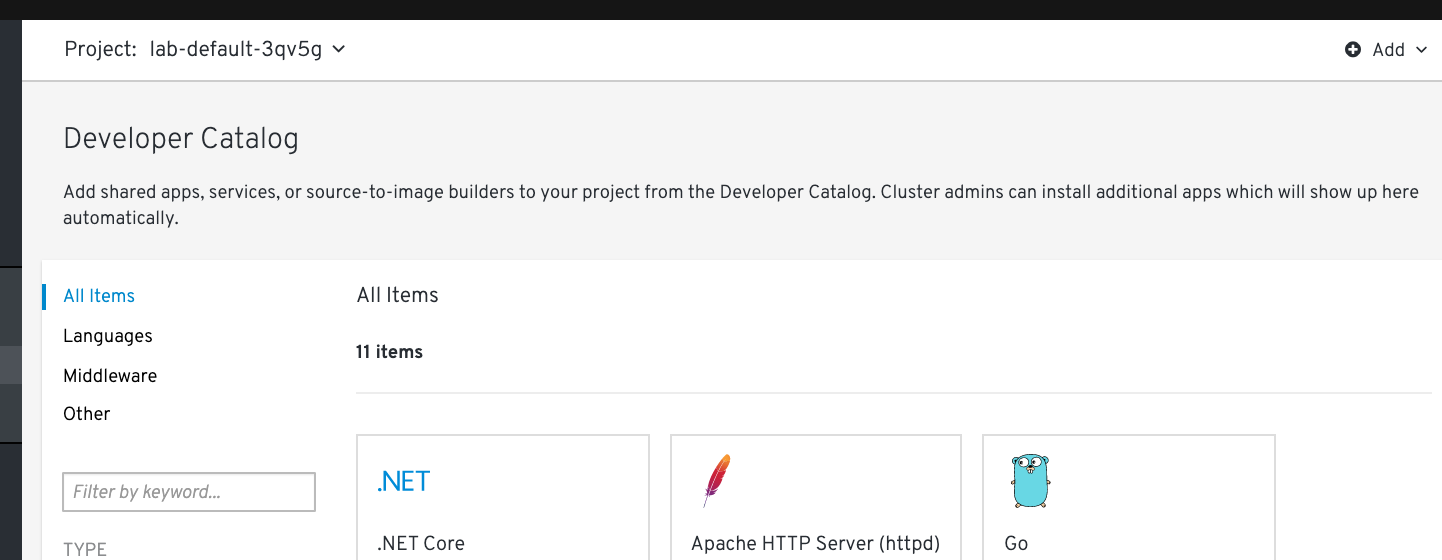 Project: lab-default-3qv5g
Add
Developer Catalog
Add shared apps, services, or source-to-image builders to your project from the Developer Catalog. Cluster admins can install additional apps which will show up here
automatically.
All Items
Languages
Middleware
Other
Filter by keyword...
TYPE
All Items
11 items
.NET
.NET Core
Apache HTTP Server (httpd)
Go